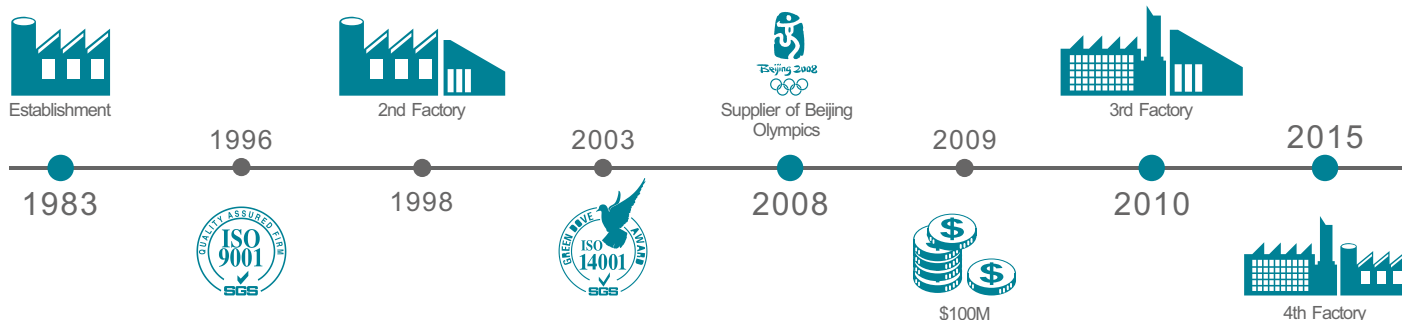 Beijing 2008
Establishment
2nd Factory
Supplier of Beijing
Olympics
3rd Factory
1996
2003
2009
2015
1983
1998
2008
2010
QUALITY ASSURED FIRM
ISO
9001
SGS
GREEN DOVE AWARD
ISO
14001
SGS
$
$
$100M
4th Factory